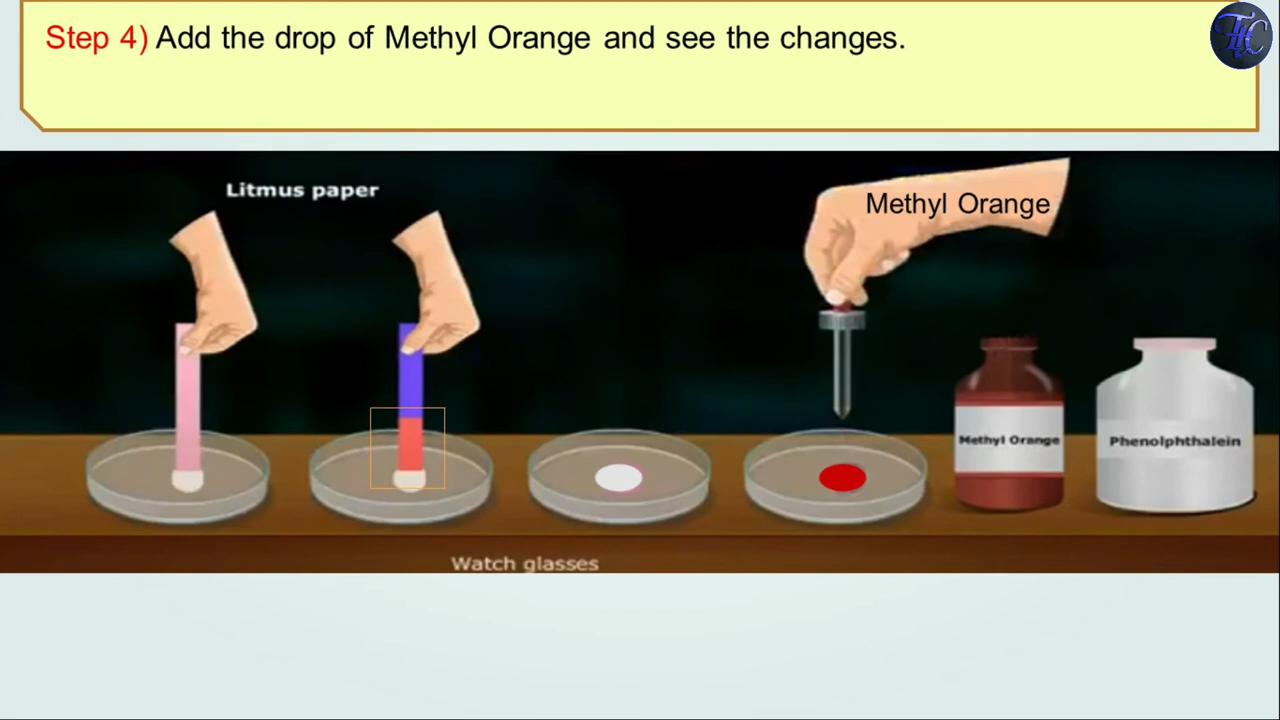 Step 4) Add the drop of Methyl Orange and see the changes.
Litmus paper
Methyl Orange
Methyl Orange
Phenolphthalein
Watch glasses